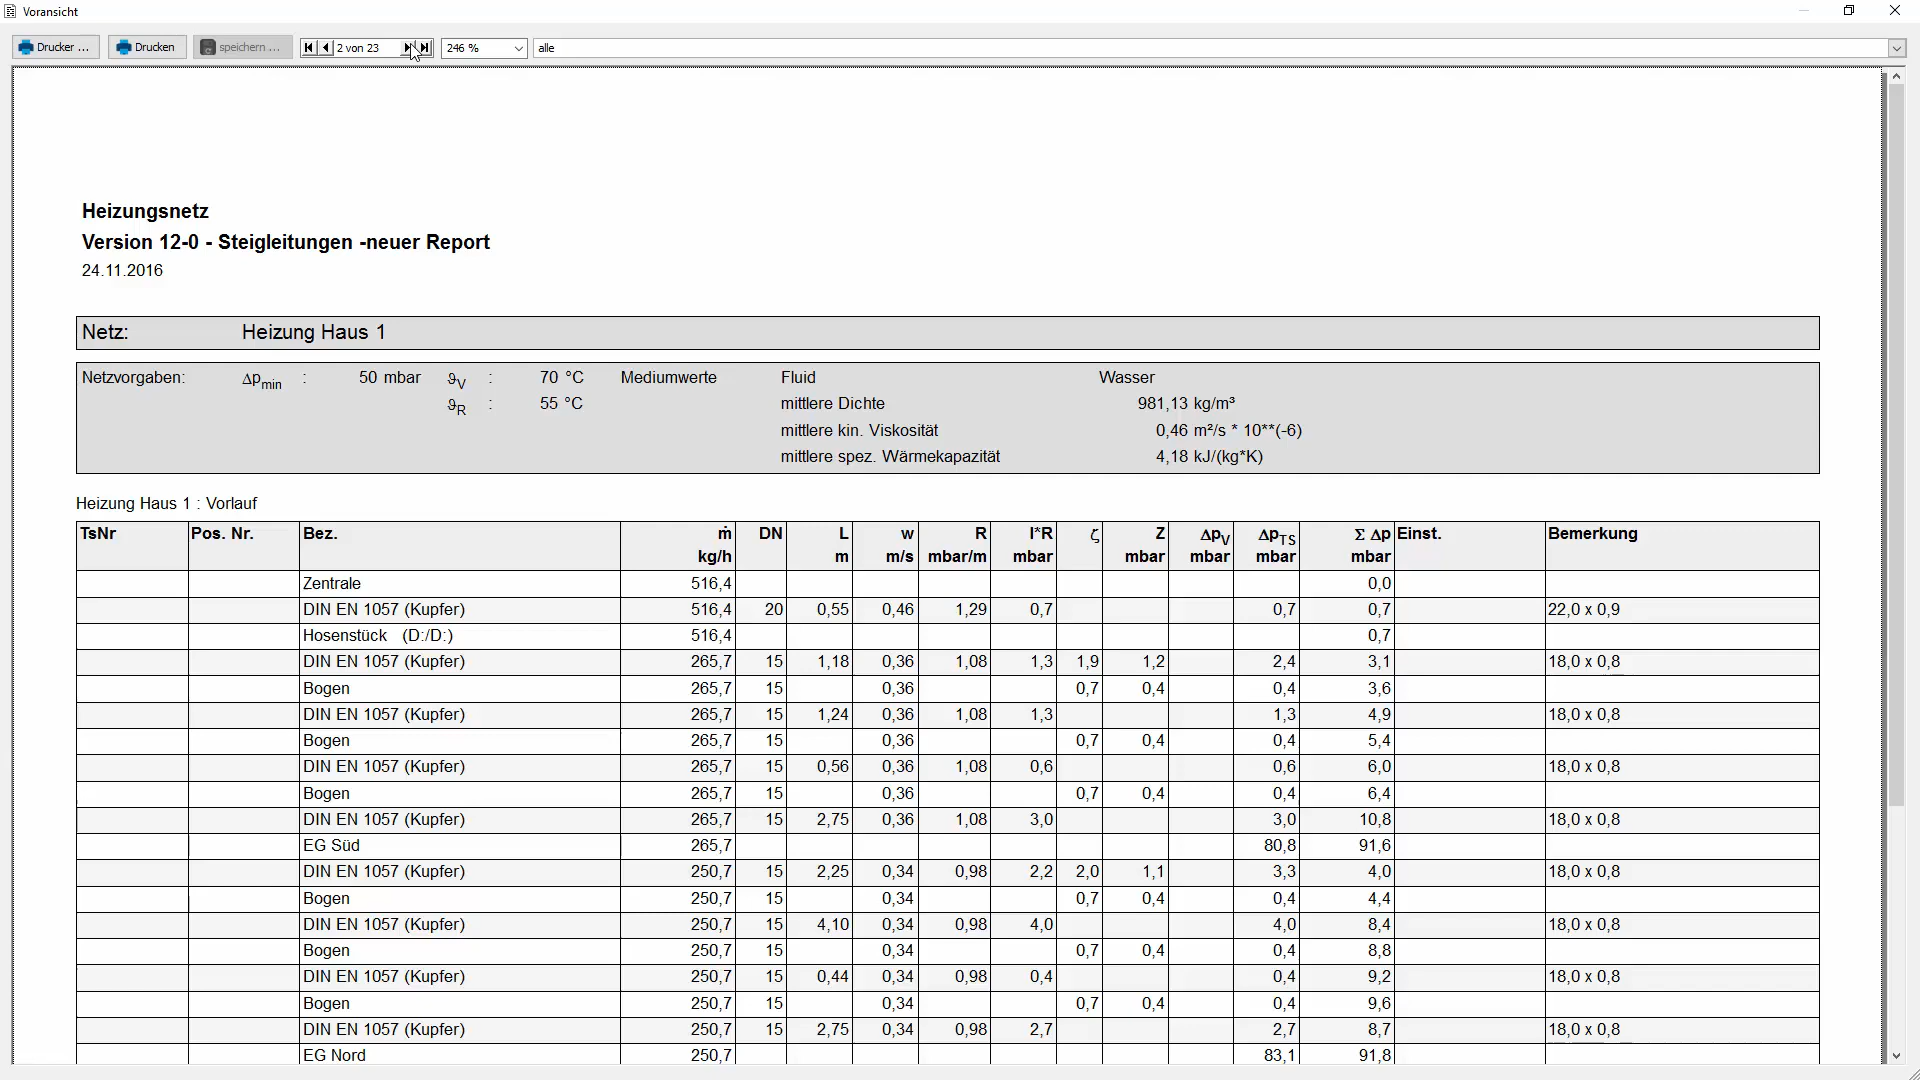 Voransicht
Drucker ... Drucken speichern ... 2 von 23 246 % alle
Heizungsnetz
Version 12-0 - Steigleitungen -neuer Report
24.11.2016
Netz: Heizung Haus 1
Netzvorgaben: Δpmin : 50 mbar ϑV : 70 °C Mediumwerte Fluid Wasser
ϑR : 55 °C mittlere Dichte 981,13 kg/m³
mittlere kin. Viskosität 0,46 m²/s * 10**(-6)
mittlere spez. Wärmekapazität 4,18 kJ/(kg*K)
Heizung Haus 1 : Vorlauf
TsNr Pos. Nr. Bez. ṁ DN L w R l*R ζ Z ΔpV ΔpTS Σ Δp Einst. Bemerkung
kg/h m m/s mbar/m mbar mbar mbar mbar mbar
Zentrale 516,4 0,0
DIN EN 1057 (Kupfer) 516,4 20 0,55 0,46 1,29 0,7 0,7 0,7 22,0 x 0,9
Hosenstück (D:/D:) 516,4 0,7
DIN EN 1057 (Kupfer) 265,7 15 1,18 0,36 1,08 1,3 1,9 1,2 2,4 3,1 18,0 x 0,8
Bogen 265,7 15 0,36 0,7 0,4 0,4 3,6
DIN EN 1057 (Kupfer) 265,7 15 1,24 0,36 1,08 1,3 1,3 4,9 18,0 x 0,8
Bogen 265,7 15 0,36 0,7 0,4 0,4 5,4
DIN EN 1057 (Kupfer) 265,7 15 0,56 0,36 1,08 0,6 0,6 6,0 18,0 x 0,8
Bogen 265,7 15 0,36 0,7 0,4 0,4 6,4
DIN EN 1057 (Kupfer) 265,7 15 2,75 0,36 1,08 3,0 3,0 10,8 18,0 x 0,8
EG Süd 265,7 80,8 91,6
DIN EN 1057 (Kupfer) 250,7 15 2,25 0,34 0,98 2,2 2,0 1,1 3,3 4,0 18,0 x 0,8
Bogen 250,7 15 0,34 0,7 0,4 0,4 4,4
DIN EN 1057 (Kupfer) 250,7 15 4,10 0,34 0,98 4,0 4,0 8,4 18,0 x 0,8
Bogen 250,7 15 0,34 0,7 0,4 0,4 8,8
DIN EN 1057 (Kupfer) 250,7 15 0,44 0,34 0,98 0,4 0,4 9,2 18,0 x 0,8
Bogen 250,7 15 0,34 0,7 0,4 0,4 9,6
DIN EN 1057 (Kupfer) 250,7 15 2,75 0,34 0,98 2,7 2,7 8,7 18,0 x 0,8
EG Nord 250,7 83,1 91,8